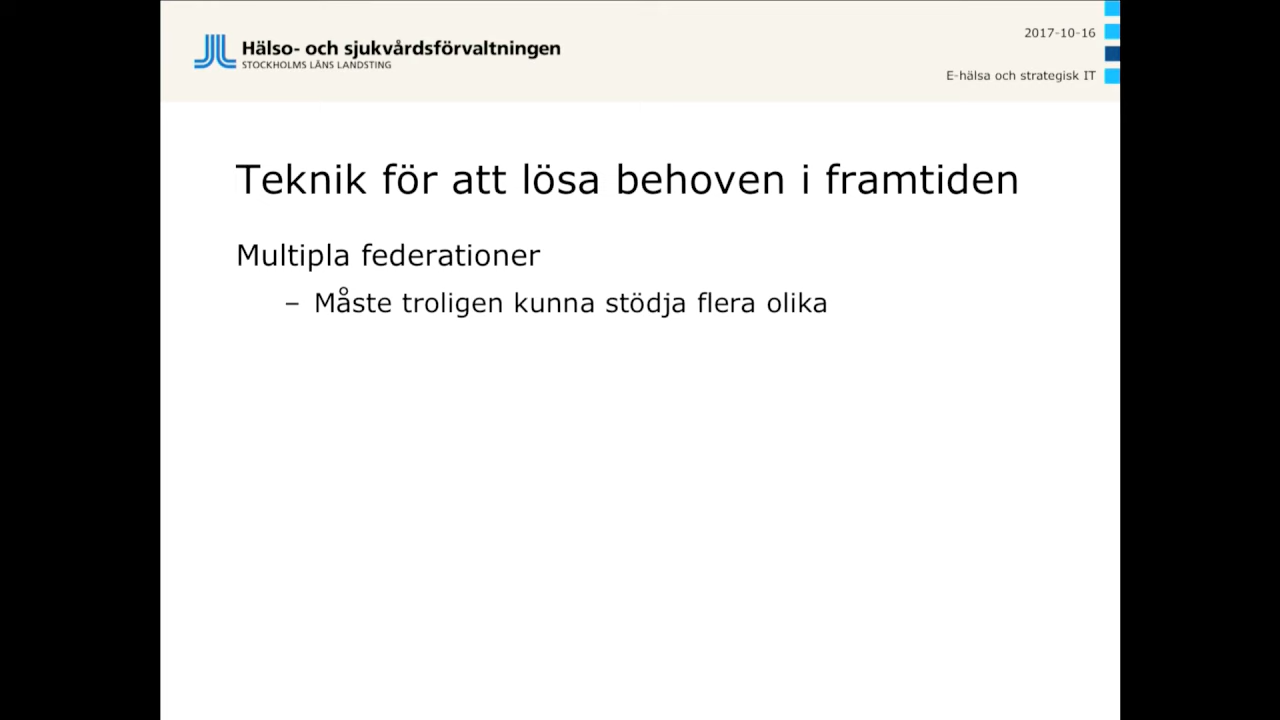 Hälso- och sjukvårdsförvaltningen
STOCKHOLMS LÄNS LANDSTING
2017-10-16
E-hälsa och strategisk IT
Teknik för att lösa behoven i framtiden
Multipla federationer
– Måste troligen kunna stödja flera olika